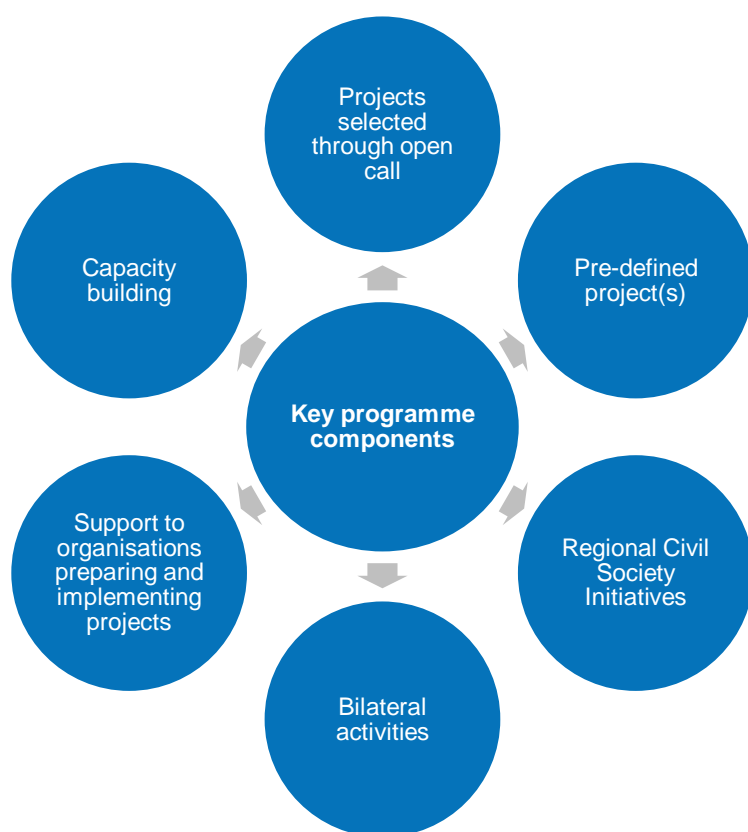 Projects
selected
through open
call
Capacity
building
Pre-defined
project(s)
Key programme
components
Support to
organisations
preparing and
implementing
projects
Regional Civil
Society
Initiatives
Bilateral
activities